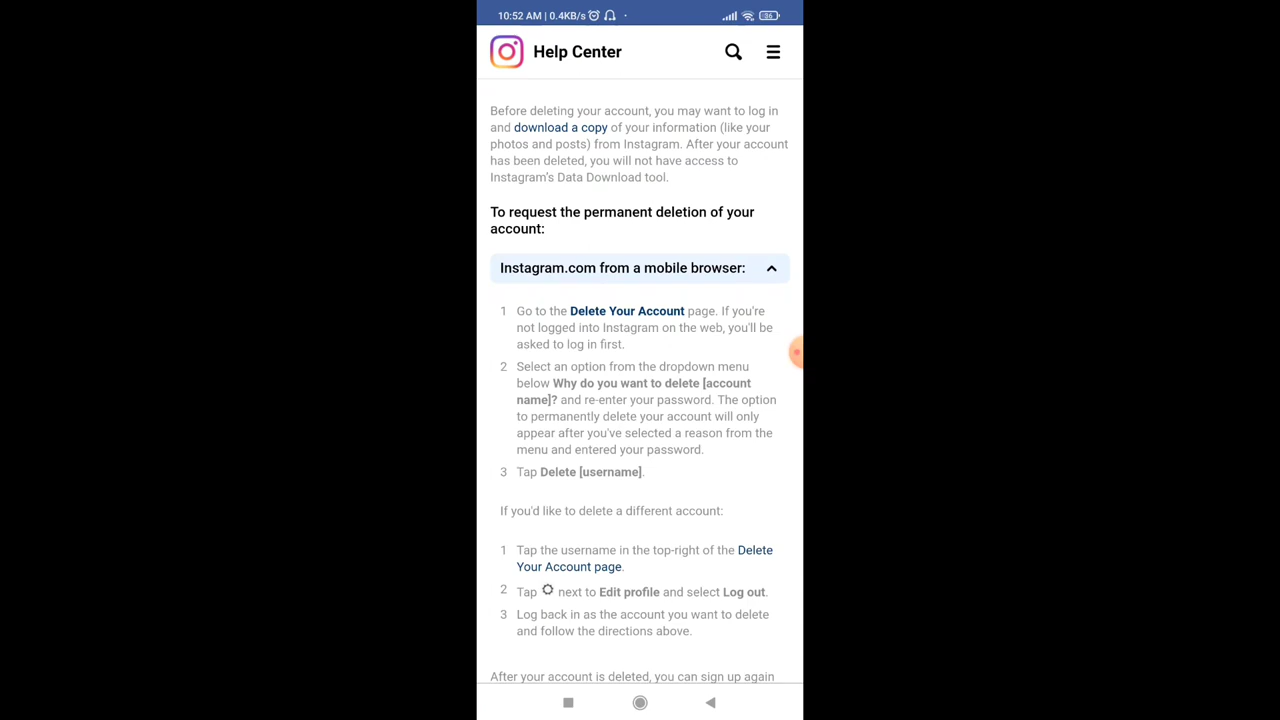 10:52 AM | 0.4KB/s
86
Help Center
Before deleting your account, you may want to log in
and download a copy of your information (like your
photos and posts) from Instagram. After your account
has been deleted, you will not have access to
Instagram's Data Download tool.
To request the permanent deletion of your
account:
Instagram.com from a mobile browser:
1 Go to the Delete Your Account page. If you're
not logged into Instagram on the web, you'll be
asked to log in first.
2 Select an option from the dropdown menu
below Why do you want to delete [account
name]? and re-enter your password. The option
to permanently delete your account will only
appear after you've selected a reason from the
menu and entered your password.
3 Tap Delete [username].
If you'd like to delete a different account:
1 Tap the username in the top-right of the Delete
Your Account page.
2 Tap next to Edit profile and select Log out.
3 Log back in as the account you want to delete
and follow the directions above.
After your account is deleted, you can sign up again